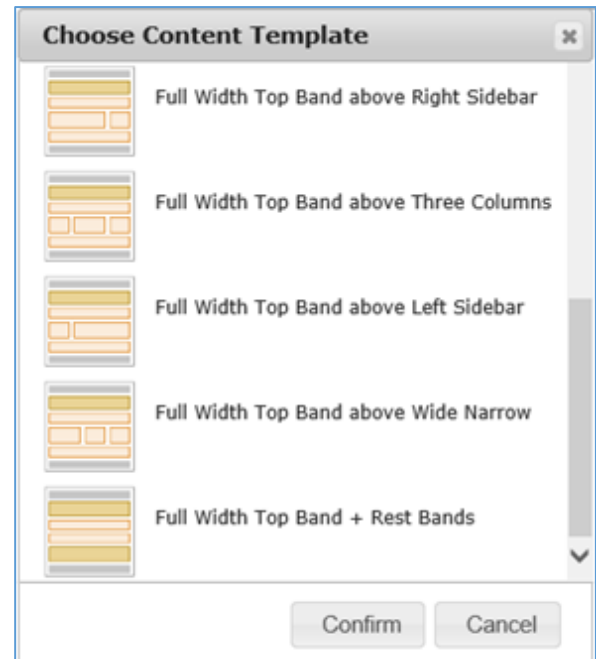 Choose Content Template
Full Width Top Band above Right Sidebar
Full Width Top Band above Three Columns
Full Width Top Band above Left Sidebar
Full Width Top Band above Wide Narrow
Full Width Top Band + Rest Bands
Confirm
Cancel